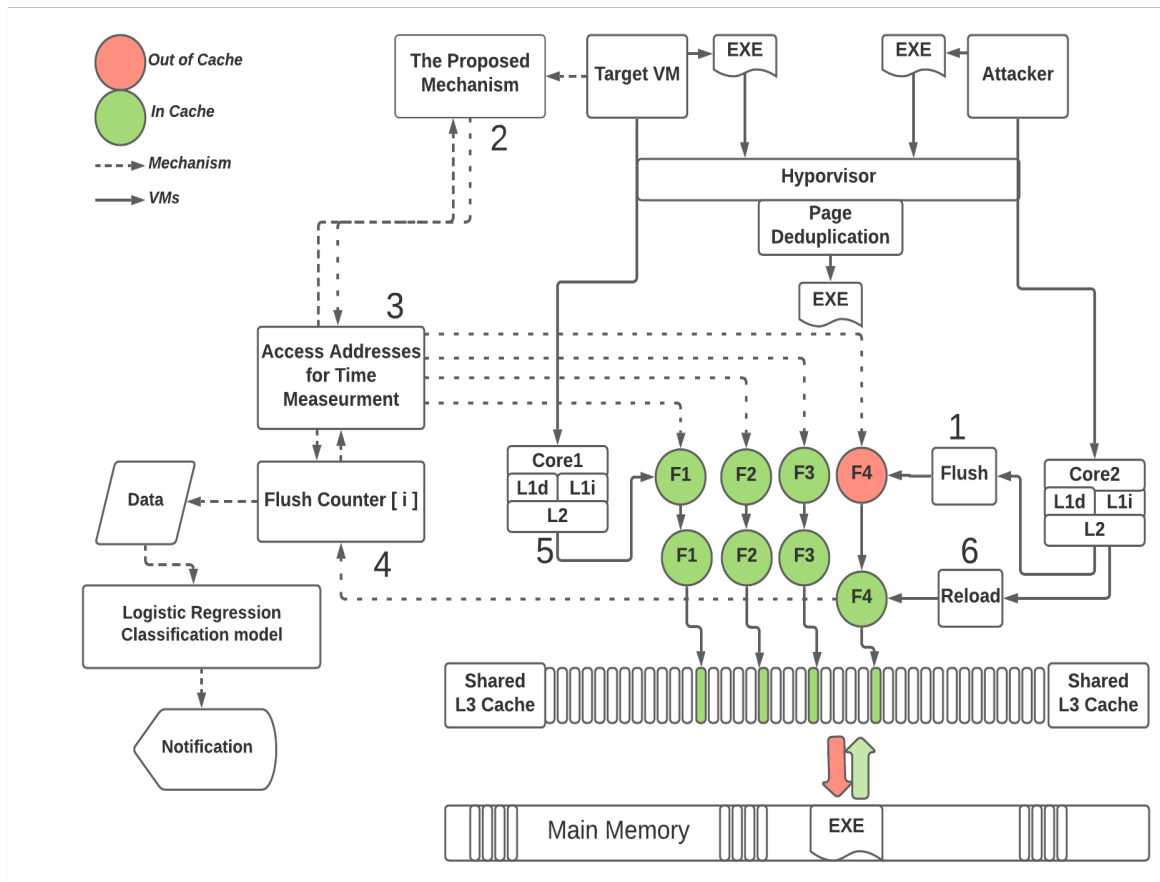 Out of Cache
In Cache
Mechanism
VMs
The Proposed
Mechanism
2
Target VM
EXE
EXE
Attacker
Hyporvisor
Page
Deduplication
EXE
3
Access Addresses
for Time
Measeurment
1
Core1
L1d
L1i
L2
F1
F2
F3
F4
Flush
Core2
L1d
L1i
L2
Data
Flush Counter [ i ]
5
F1
F2
F3
F4
6
Reload
4
Logistic Regression
Classification model
Shared
L3 Cache
Shared
L3 Cache
Notification
Main Memory
EXE